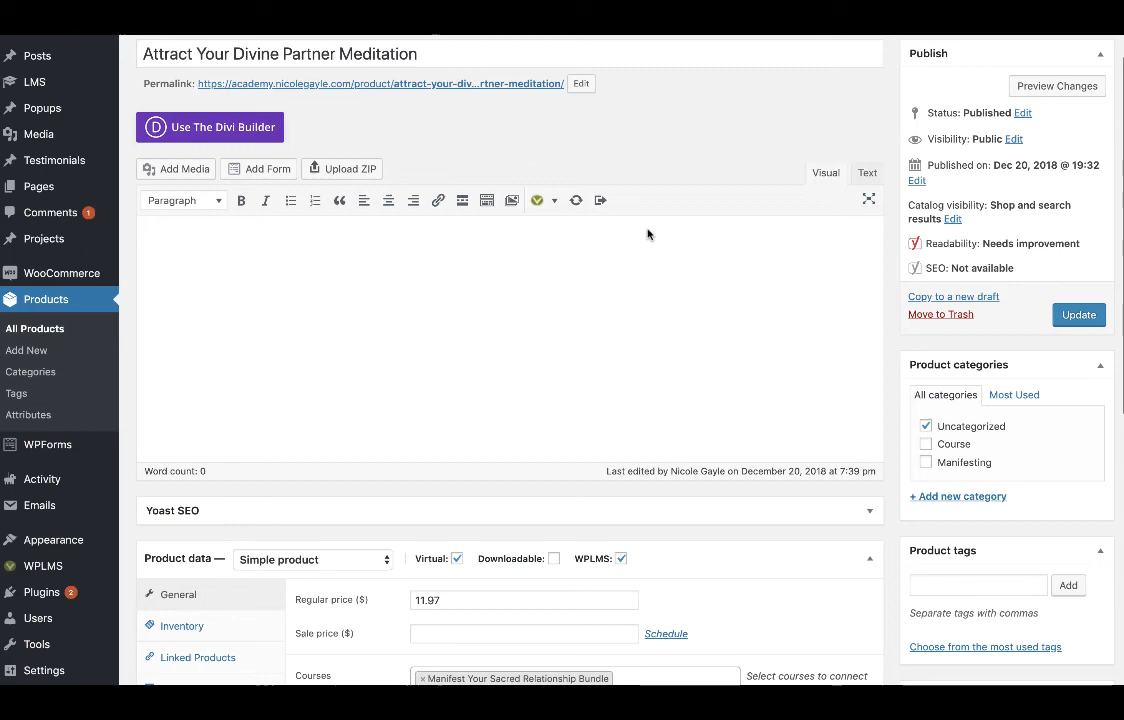 Posts
LMS
Popups
Media
Testimonials
Pages
Comments 1
Projects
WooCommerce
Products
All Products
Add New
Categories
Tags
Attributes
WPForms
Activity
Emails
Appearance
WPLMS
Plugins 2
Users
Tools
Settings
Attract Your Divine Partner Meditation
Permalink: https://academy.nicolegayle.com/product/attract-your-div...rtner-meditation/ Edit
D Use The Divi Builder
Add Media Add Form Upload ZIP Visual Text
Paragraph B I
Word count: 0 Last edited by Nicole Gayle on December 20, 2018 at 7:39 pm
Yoast SEO
Product data — Simple product Virtual: Downloadable: WPLMS:
General
Inventory
Linked Products
Regular price ($) 11.97
Sale price ($) Schedule
Courses × Manifest Your Sacred Relationship Bundle Select courses to connect
Publish
Preview Changes
Status: Published Edit
Visibility: Public Edit
Published on: Dec 20, 2018 @ 19:32
Edit
Catalog visibility: Shop and search
results Edit
Readability: Needs improvement
SEO: Not available
Copy to a new draft
Move to Trash Update
Product categories
All categories Most Used
Uncategorized
Course
Manifesting
+ Add new category
Product tags
Add
Separate tags with commas
Choose from the most used tags